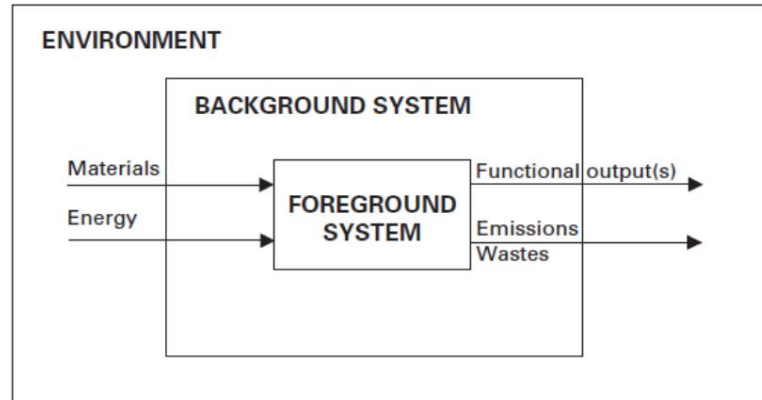 ENVIRONMENT
BACKGROUND SYSTEM
Materials
Energy
FOREGROUND
SYSTEM
Functional output(s)
Emissions
Wastes